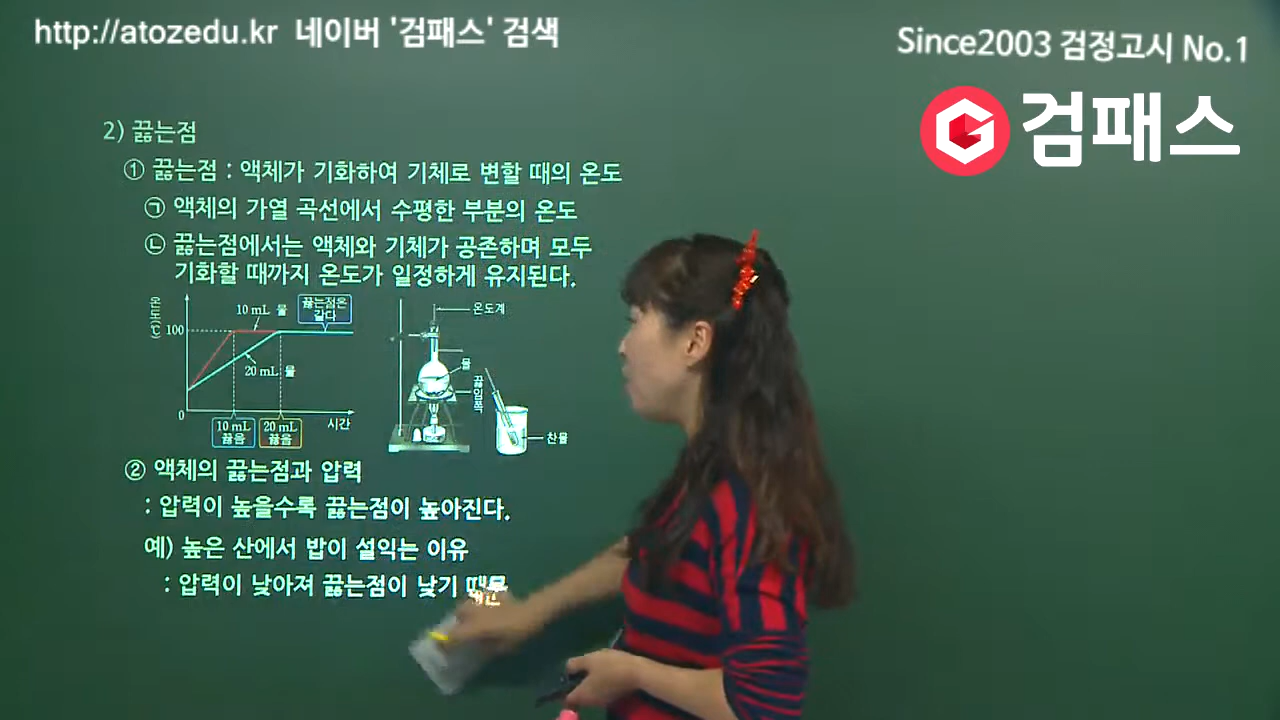 http://atozedu.kr 네이버 '검패스' 검색
Since2003 검정고시 No.1
검패스
2) 끓는점
① 끓는점 : 액체가 기화하여 기체로 변할 때의 온도
㉠ 액체의 가열 곡선에서 수평한 부분의 온도
㉡ 끓는점에서는 액체와 기체가 공존하며 모두
기화할 때까지 온도가 일정하게 유지된다.
온도(℃)
100
10 mL 물
끓는점은
같다
20 mL 물
0
시간
10 mL
끓음
20 mL
끓음
온도계
물
끓임쪽
찬물
② 액체의 끓는점과 압력
: 압력이 높을수록 끓는점이 높아진다.
예) 높은 산에서 밥이 설익는 이유
: 압력이 낮아져 끓는점이 낮기